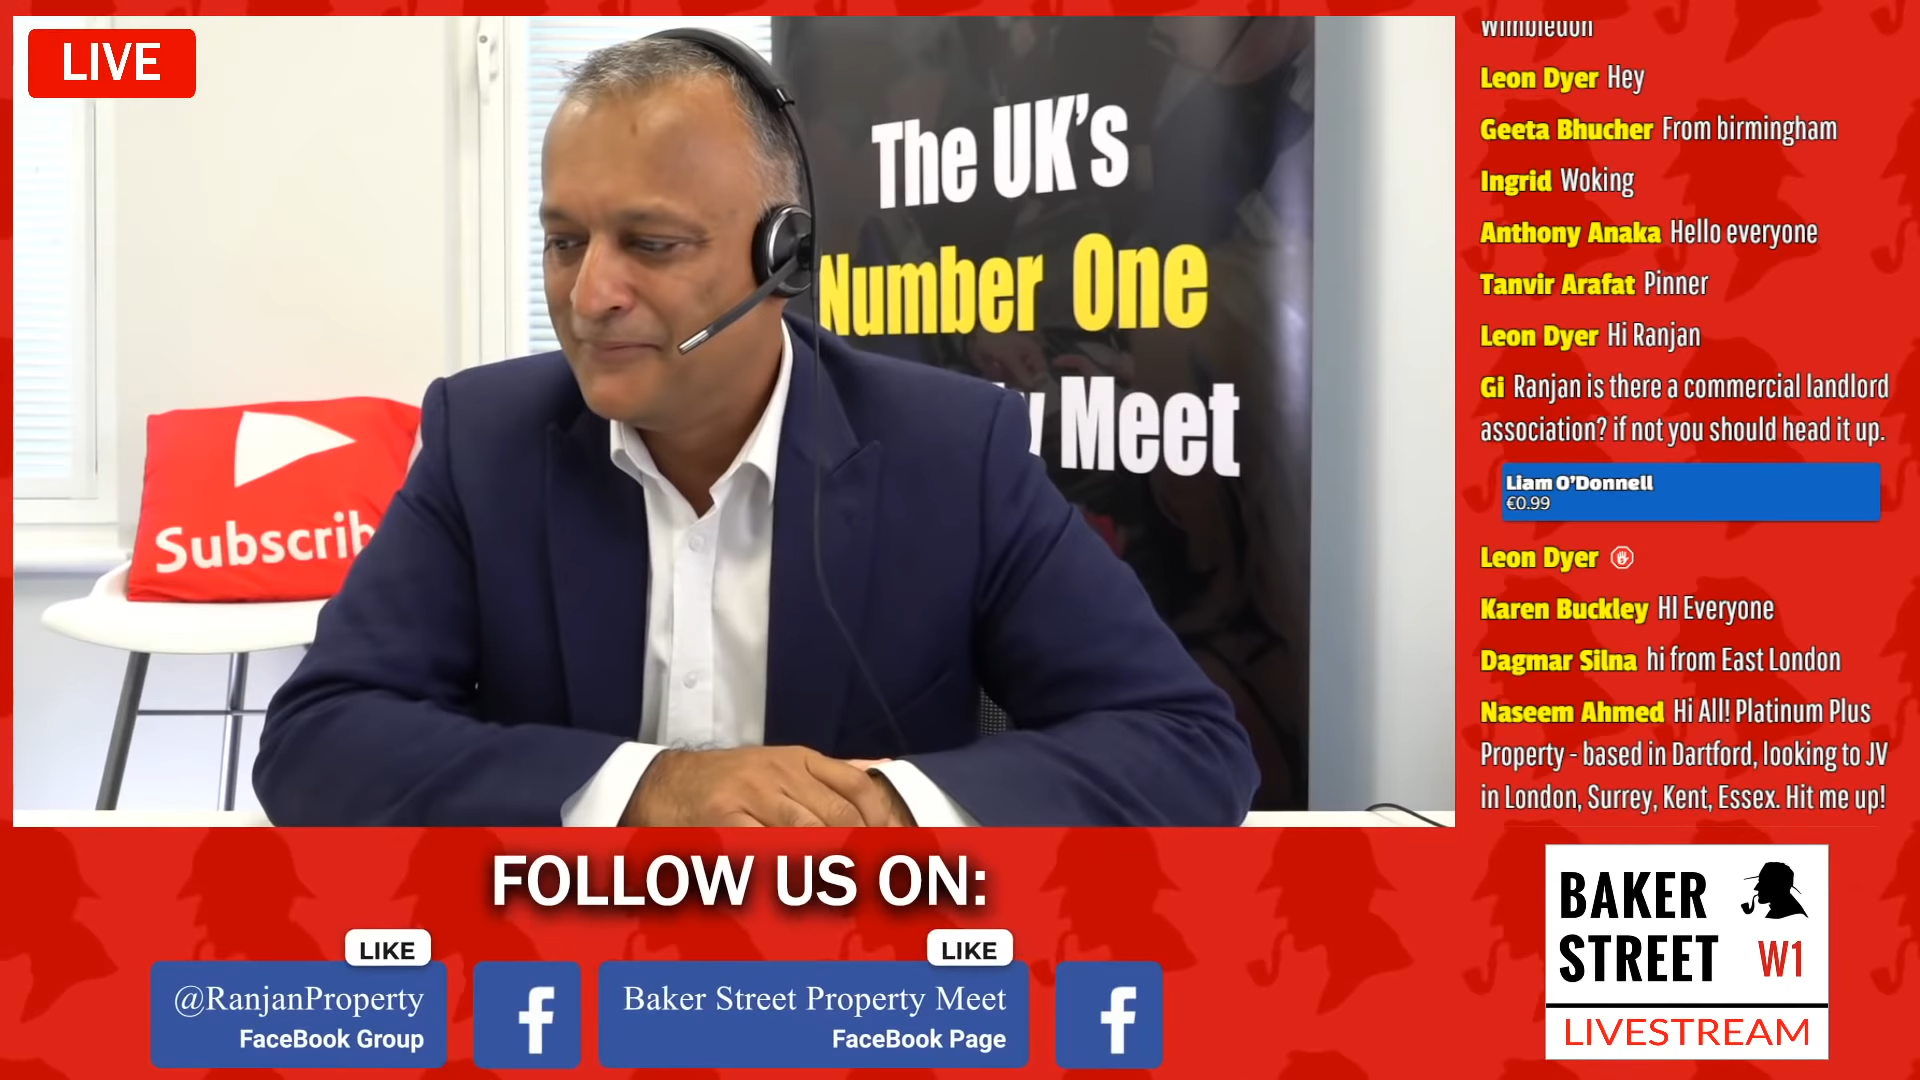 LIVE
The UK's
Number One
Meet
Subscrib
Wimbledon
Leon Dyer Hey
Geeta Bhucher From birmingham
Ingrid Woking
Anthony Anaka Hello everyone
Tanvir Arafat Pinner
Leon Dyer Hi Ranjan
Gi Ranjan is there a commercial landlord
association? if not you should head it up.
Liam O'Donnell
€0.99
Leon Dyer
Karen Buckley HI Everyone
Dagmar Silna hi from East London
Naseem Ahmed Hi All! Platinum Plus
Property - based in Dartford, looking to JV
in London, Surrey, Kent, Essex. Hit me up!
FOLLOW US ON:
LIKE
@RanjanProperty
FaceBook Group
LIKE
Baker Street Property Meet
FaceBook Page
BAKER
STREET W1
LIVESTREAM